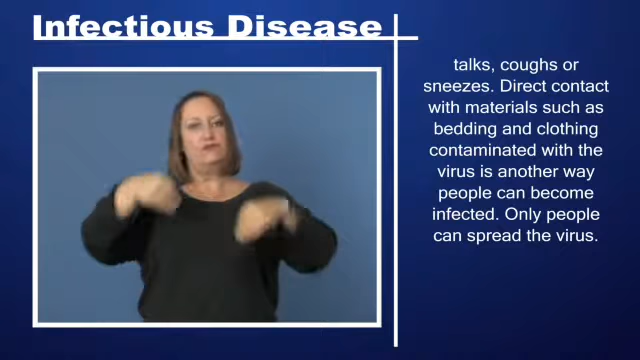 Infectious Disease
talks, coughs or
sneezes. Direct contact
with materials such as
bedding and clothing
contaminated with the
virus is another way
people can become
infected. Only people
can spread the virus.